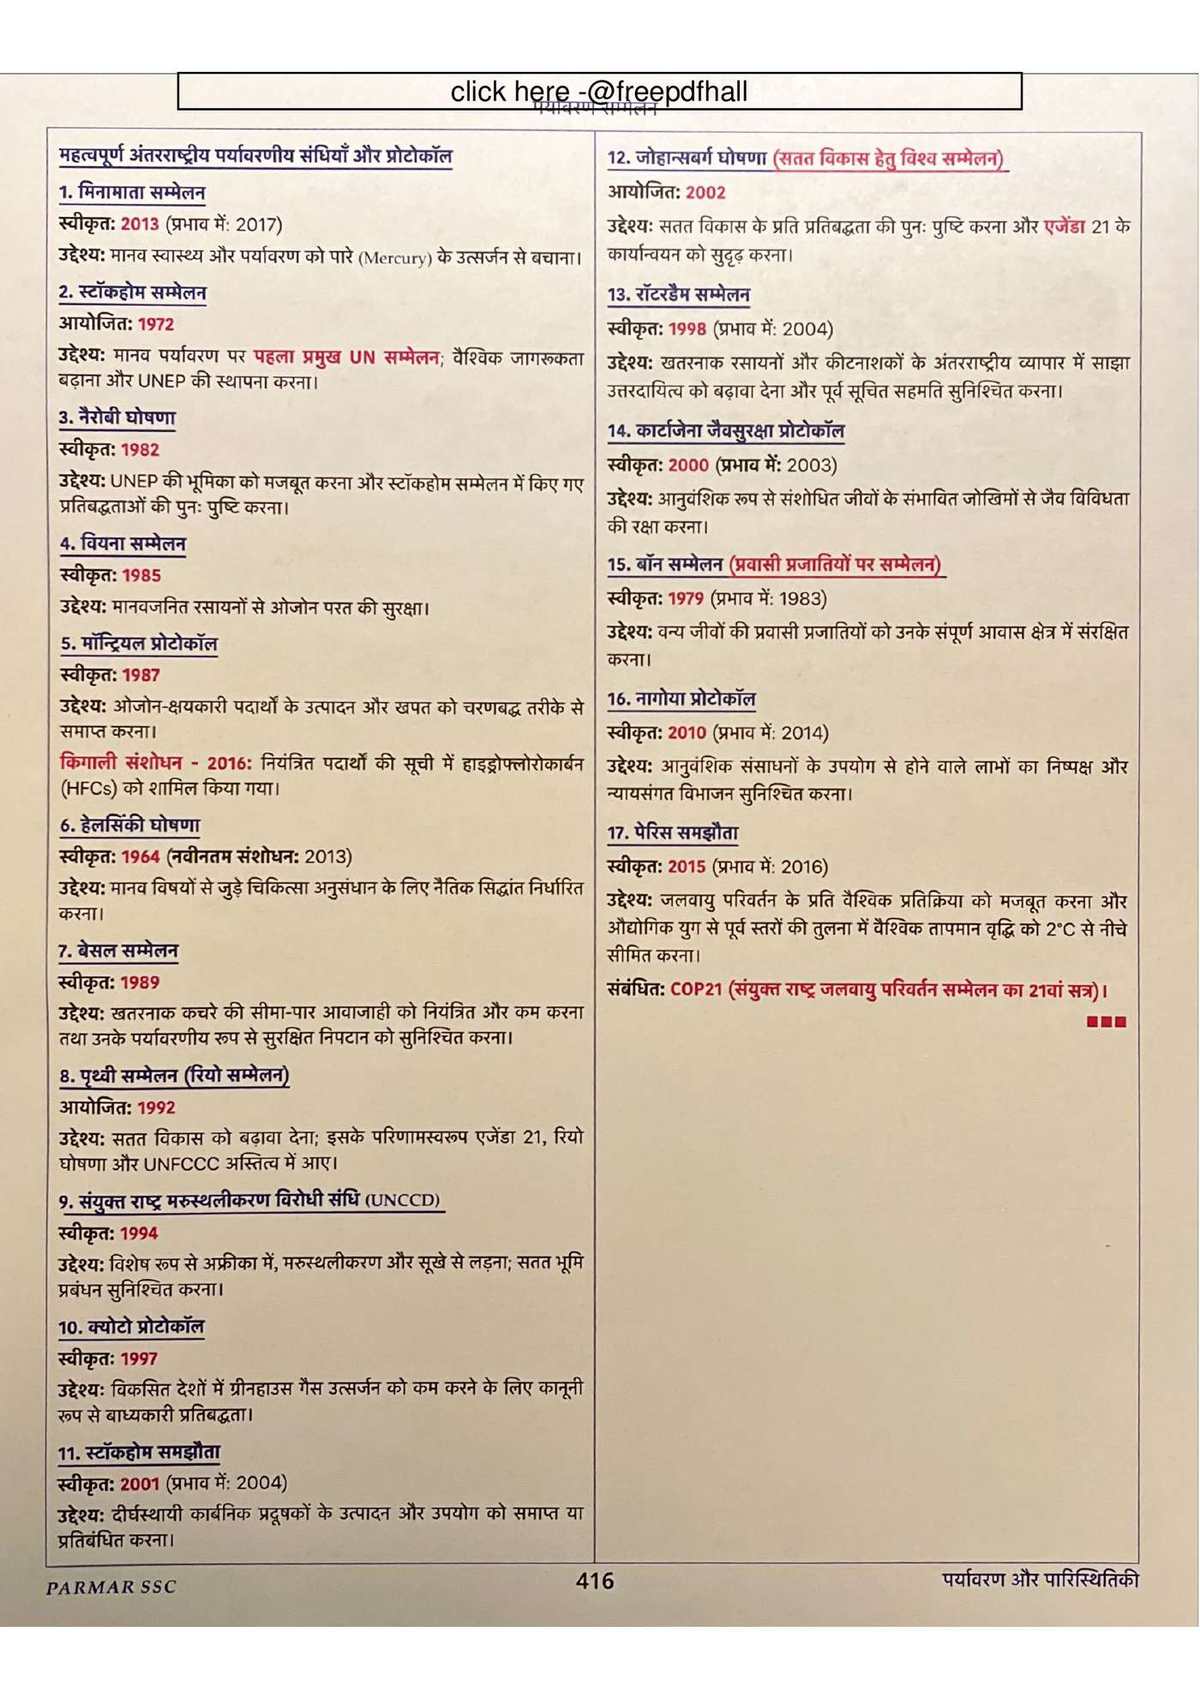 click here -@freepdfhall
पर्यावरण सम्मेलन
महत्वपूर्ण अंतरराष्ट्रीय पर्यावरणीय संधियाँ और प्रोटोकॉल
1. मिनामाता सम्मेलन
स्वीकृत: 2013 (प्रभाव में: 2017)
उद्देश्य: मानव स्वास्थ्य और पर्यावरण को पारे (Mercury) के उत्सर्जन से बचाना।
2. स्टॉकहोम सम्मेलन
आयोजित: 1972
उद्देश्य: मानव पर्यावरण पर पहला प्रमुख UN सम्मेलन; वैश्विक जागरूकता
बढ़ाना और UNEP की स्थापना करना।
3. नैरोबी घोषणा
स्वीकृत: 1982
उद्देश्य: UNEP की भूमिका को मजबूत करना और स्टॉकहोम सम्मेलन में किए गए
प्रतिबद्धताओं की पुनः पुष्टि करना।
4. वियना सम्मेलन
स्वीकृत: 1985
उद्देश्य: मानवजनित रसायनों से ओजोन परत की सुरक्षा।
5. मॉन्ट्रियल प्रोटोकॉल
स्वीकृत: 1987
उद्देश्य: ओजोन-क्षयकारी पदार्थों के उत्पादन और खपत को चरणबद्ध तरीके से
समाप्त करना।
किगाली संशोधन - 2016: नियंत्रित पदार्थों की सूची में हाइड्रोफ्लोरोकार्बन
(HFCs) को शामिल किया गया।
6. हेलसिंकी घोषणा
स्वीकृत: 1964 (नवीनतम संशोधन: 2013)
उद्देश्य: मानव विषयों से जुड़े चिकित्सा अनुसंधान के लिए नैतिक सिद्धांत निर्धारित
करना।
7. बेसल सम्मेलन
स्वीकृत: 1989
उद्देश्य: खतरनाक कचरे की सीमा-पार आवाजाही को नियंत्रित और कम करना
तथा उनके पर्यावरणीय रूप से सुरक्षित निपटान को सुनिश्चित करना।
8. पृथ्वी सम्मेलन (रियो सम्मेलन)
आयोजित: 1992
उद्देश्य: सतत विकास को बढ़ावा देना; इसके परिणामस्वरूप एजेंडा 21, रियो
घोषणा और UNFCCC अस्तित्व में आए।
9. संयुक्त राष्ट्र मरुस्थलीकरण विरोधी संधि (UNCCD)
स्वीकृत: 1994
उद्देश्य: विशेष रूप से अफ्रीका में, मरुस्थलीकरण और सूखे से लड़ना; सतत भूमि
प्रबंधन सुनिश्चित करना।
10. क्योटो प्रोटोकॉल
स्वीकृत: 1997
उद्देश्य: विकसित देशों में ग्रीनहाउस गैस उत्सर्जन को कम करने के लिए कानूनी
रूप से बाध्यकारी प्रतिबद्धता।
11. स्टॉकहोम समझौता
स्वीकृत: 2001 (प्रभाव में: 2004)
उद्देश्य: दीर्घस्थायी कार्बनिक प्रदूषकों के उत्पादन और उपयोग को समाप्त या
प्रतिबंधित करना।
12. जोहान्सबर्ग घोषणा (सतत विकास हेतु विश्व सम्मेलन)
आयोजित: 2002
उद्देश्य: सतत विकास के प्रति प्रतिबद्धता की पुनः पुष्टि करना और एजेंडा 21 के
कार्यान्वयन को सुदृढ़ करना।
13. रॉटरडैम सम्मेलन
स्वीकृत: 1998 (प्रभाव में: 2004)
उद्देश्य: खतरनाक रसायनों और कीटनाशकों के अंतरराष्ट्रीय व्यापार में साझा
उत्तरदायित्व को बढ़ावा देना और पूर्व सूचित सहमति सुनिश्चित करना।
14. कार्टाजेना जैवसुरक्षा प्रोटोकॉल
स्वीकृत: 2000 (प्रभाव में: 2003)
उद्देश्य: आनुवंशिक रूप से संशोधित जीवों के संभावित जोखिमों से जैव विविधता
की रक्षा करना।
15. बॉन सम्मेलन (प्रवासी प्रजातियों पर सम्मेलन)
स्वीकृत: 1979 (प्रभाव में: 1983)
उद्देश्य: वन्य जीवों की प्रवासी प्रजातियों को उनके संपूर्ण आवास क्षेत्र में संरक्षित
करना।
16. नागोया प्रोटोकॉल
स्वीकृत: 2010 (प्रभाव में: 2014)
उद्देश्य: आनुवंशिक संसाधनों के उपयोग से होने वाले लाभों का निष्पक्ष और
न्यायसंगत विभाजन सुनिश्चित करना।
17. पेरिस समझौता
स्वीकृत: 2015 (प्रभाव में: 2016)
उद्देश्य: जलवायु परिवर्तन के प्रति वैश्विक प्रतिक्रिया को मजबूत करना और
औद्योगिक युग से पूर्व स्तरों की तुलना में वैश्विक तापमान वृद्धि को 2°C से नीचे
सीमित करना।
संबंधित: COP21 (संयुक्त राष्ट्र जलवायु परिवर्तन सम्मेलन का 21वां सत्र)।
PARMAR SSC
416
पर्यावरण और पारिस्थितिकी